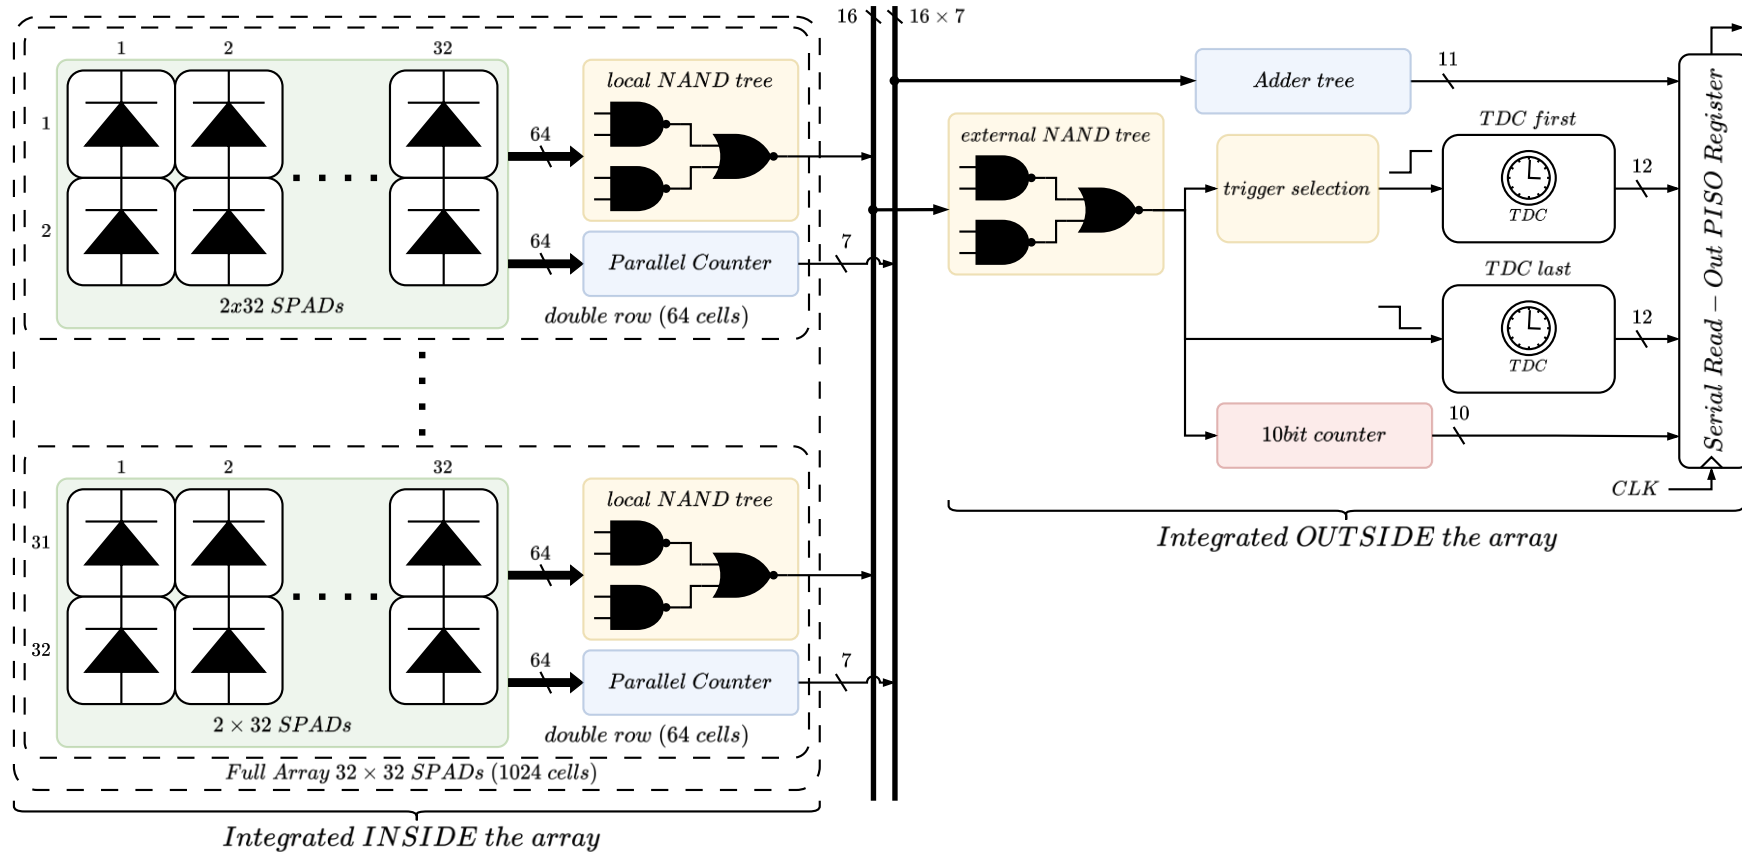 16
16 × 7
1
2
32
1
2
64
local NAND tree
64
Parallel Counter
7
2x32 SPADs
double row (64 cells)
1
2
32
31
32
64
local NAND tree
64
Parallel Counter
7
2 × 32 SPADs
double row (64 cells)
Full Array 32 × 32 SPADs (1024 cells)
Integrated INSIDE the array
Adder tree
11
external NAND tree
trigger selection
TDC first
TDC
12
TDC last
TDC
12
10bit counter
10
Serial Read − Out PISO Register
CLK
Integrated OUTSIDE the array